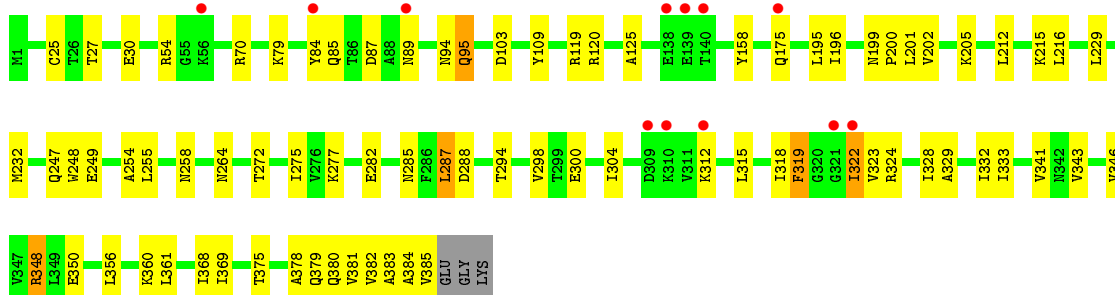 M1 C25 T26 T27 E30 R54 G55 K56 R70 K79 Y84 Q85 T86 D87 A88 N89 N94 Q95 D103 Y109 R119 R120 A125 E138 E139 T140 Y158 Q175 L195 I196 N199 P200 L201 V202 K205 L212 K215 L216 L229
M232 Q247 W248 E249 A254 L255 N258 N264 T272 I275 V276 K277 E282 N285 F286 L287 D288 T294 V298 T299 E300 I304 D309 K310 V311 K312 L315 I318 F319 G320 G321 I322 V323 R324 I328 A329 I332 I333 V341 N342 V343 V346
V347 R348 L349 E350 L356 K360 L361 I368 I369 T375 A378 Q379 Q380 V381 V382 A383 A384 V385 GLU GLY LYS